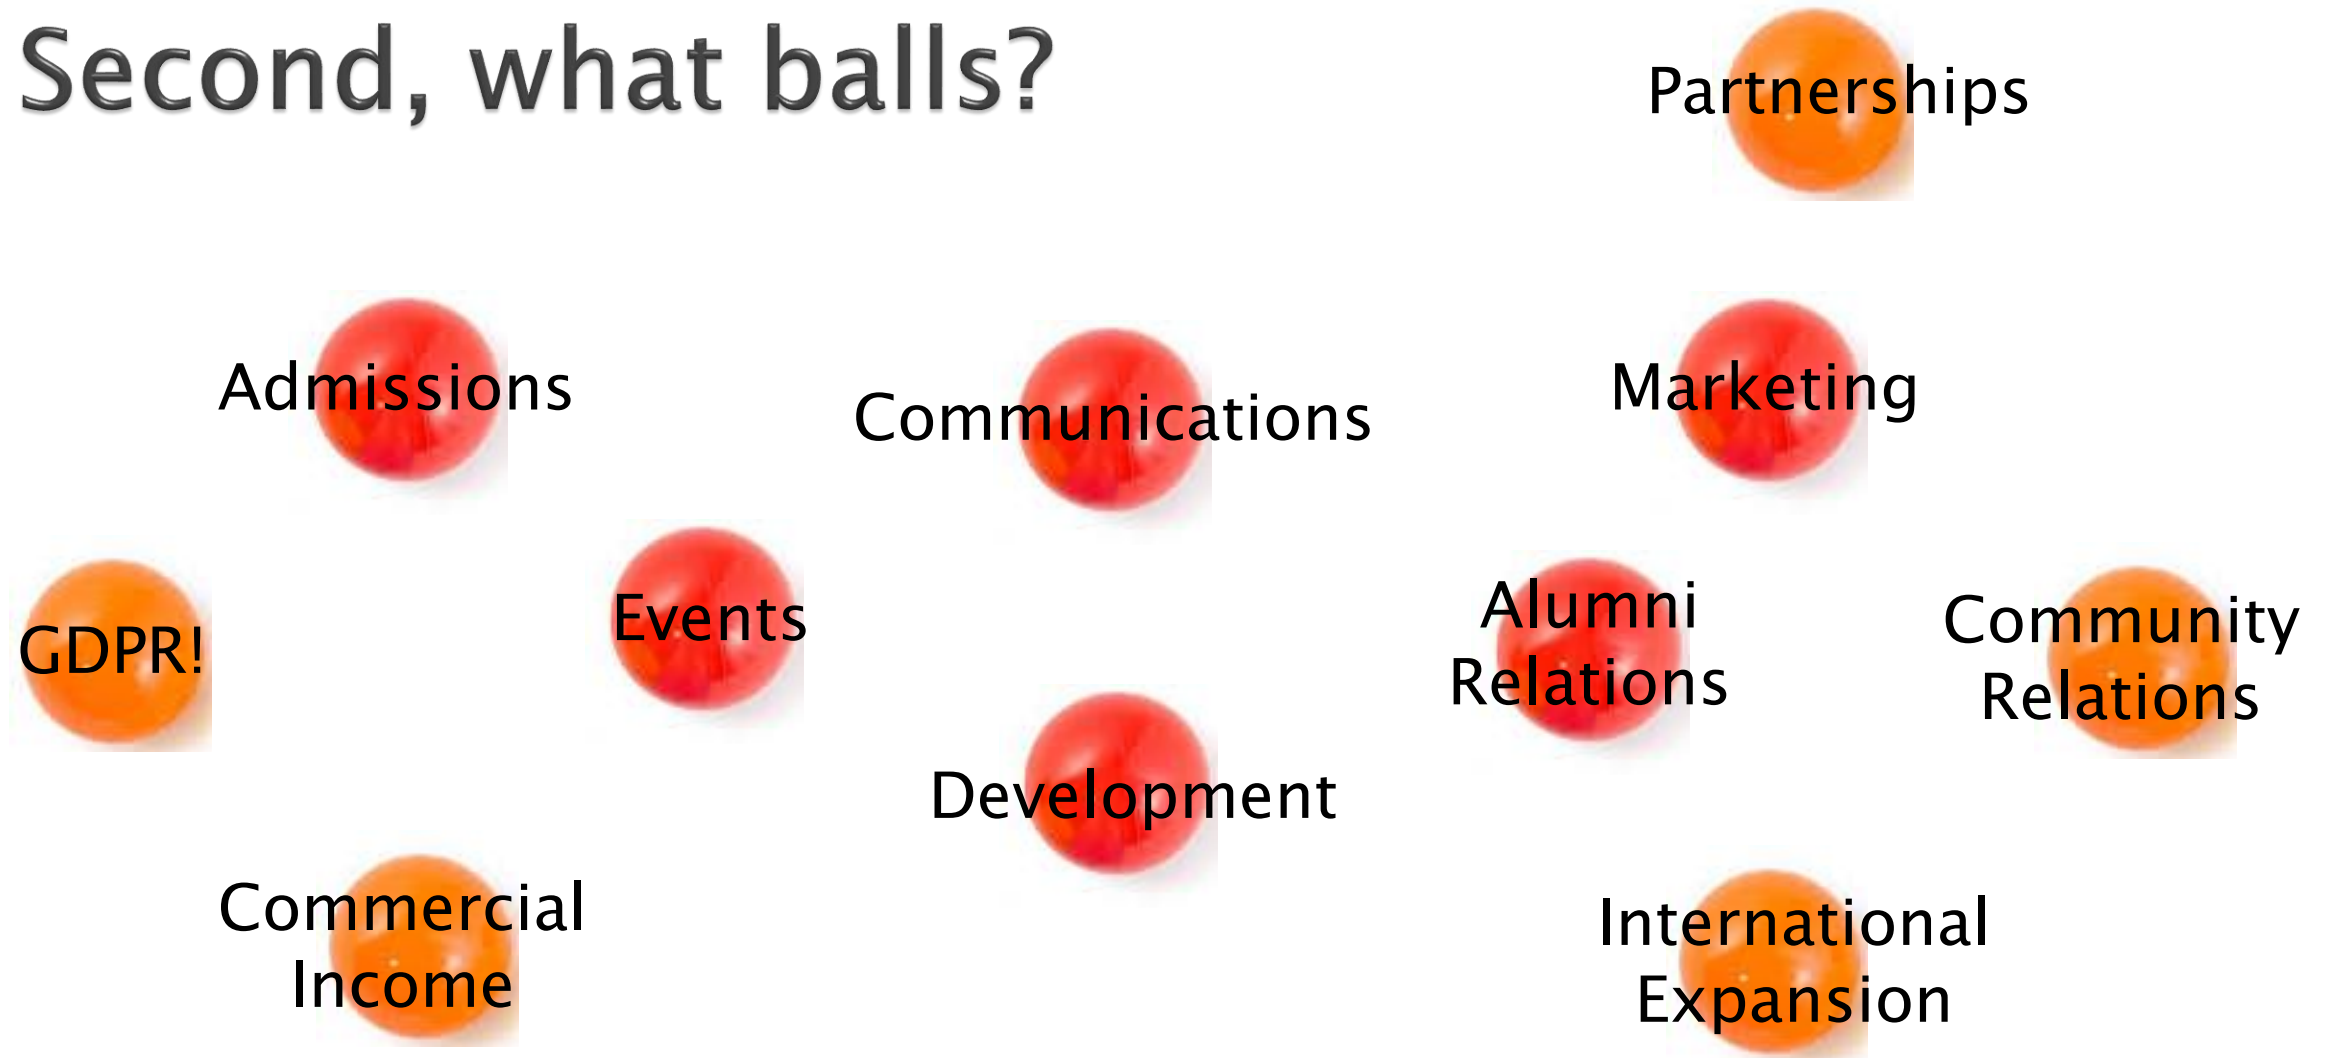 Second, what balls?
Partnerships
Admissions
Communications
Marketing
GDPR!
Events
Alumni
Relations
Community
Relations
Development
Commercial
Income
International
Expansion